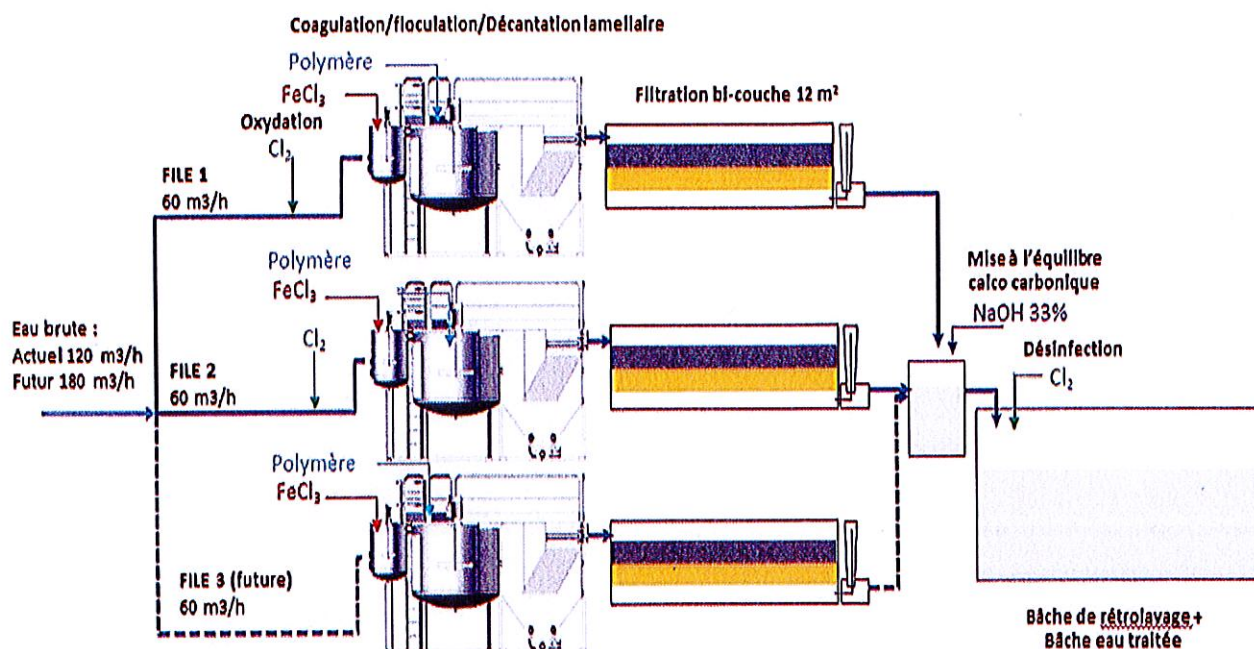 Coagulation/floculation/Décantation lamellaire
Polymère
FeCl3
Oxydation
Cl2
FILE 1
60 m3/h
Filtration bi-couche 12 m²
Polymère
FeCl3
Cl2
Eau brute :
Actuel 120 m3/h
Futur 180 m3/h
FILE 2
60 m3/h
Mise à l'équilibre
calco carbonique
NaOH 33%
Désinfection
Cl2
Polymère
FeCl3
FILE 3 (future)
60 m3/h
Bâche de rétrolavage +
Bâche eau traitée